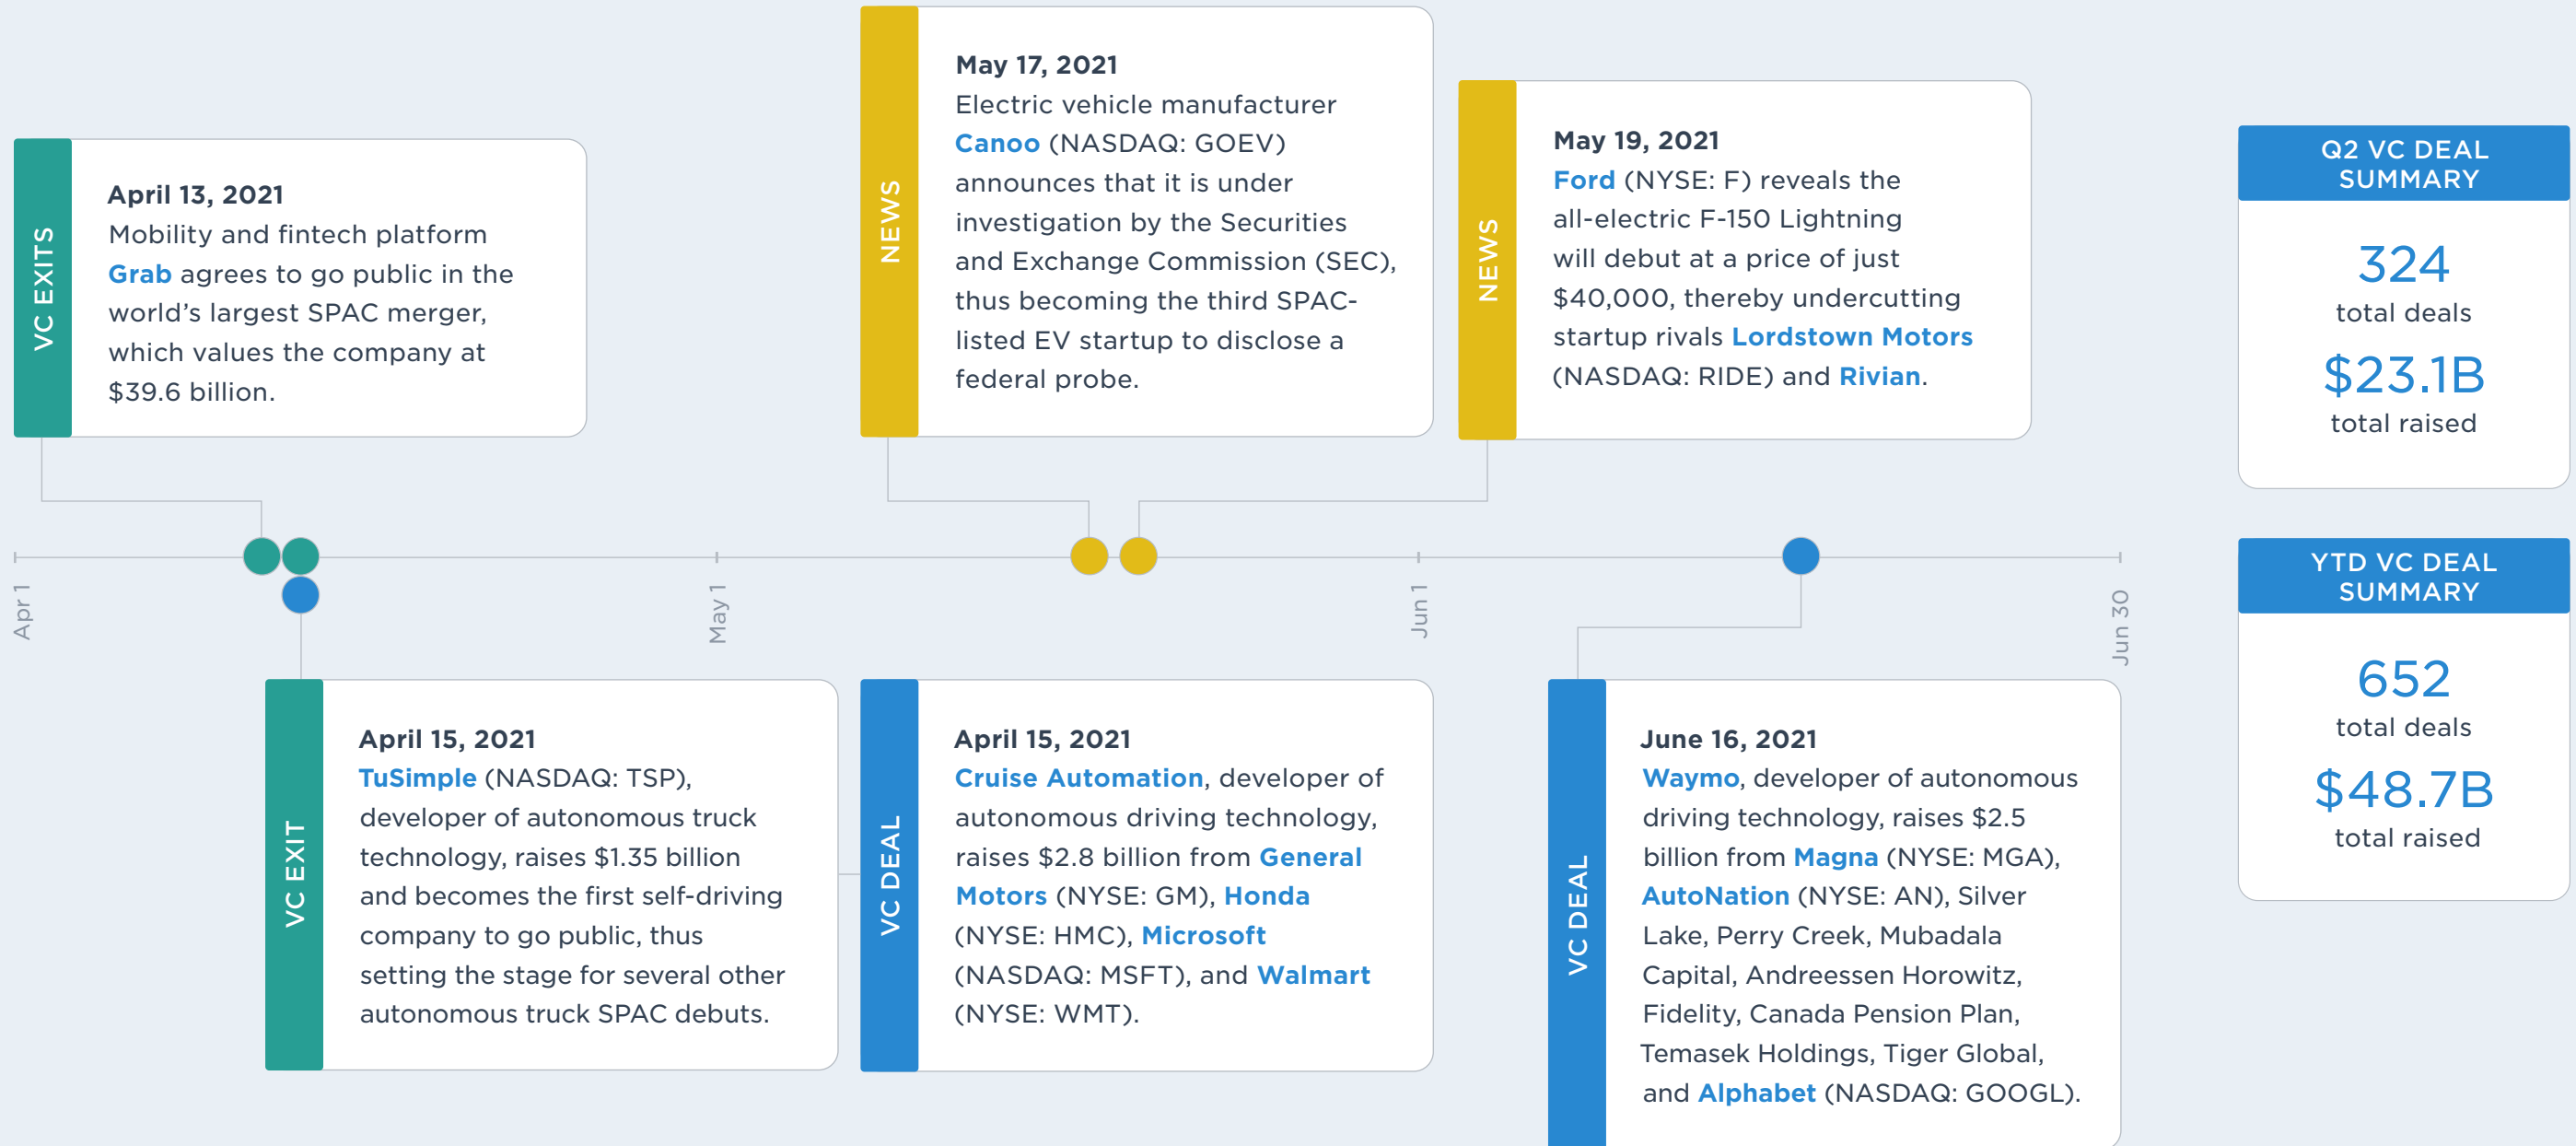 VC EXITS
April 13, 2021
Mobility and fintech platform
Grab agrees to go public in the
world’s largest SPAC merger,
which values the company at
$39.6 billion.
NEWS
May 17, 2021
Electric vehicle manufacturer
Canoo (NASDAQ: GOEV)
announces that it is under
investigation by the Securities
and Exchange Commission (SEC),
thus becoming the third SPAC-
listed EV startup to disclose a
federal probe.
NEWS
May 19, 2021
Ford (NYSE: F) reveals the
all-electric F-150 Lightning
will debut at a price of just
$40,000, thereby undercutting
startup rivals Lordstown Motors
(NASDAQ: RIDE) and Rivian.
Q2 VC DEAL
SUMMARY
324
total deals
$23.1B
total raised
Apr 1
May 1
Jun 1
Jun 30
VC EXIT
April 15, 2021
TuSimple (NASDAQ: TSP),
developer of autonomous truck
technology, raises $1.35 billion
and becomes the first self-driving
company to go public, thus
setting the stage for several other
autonomous truck SPAC debuts.
VC DEAL
April 15, 2021
Cruise Automation, developer of
autonomous driving technology,
raises $2.8 billion from General
Motors (NYSE: GM), Honda
(NYSE: HMC), Microsoft
(NASDAQ: MSFT), and Walmart
(NYSE: WMT).
VC DEAL
June 16, 2021
Waymo, developer of autonomous
driving technology, raises $2.5
billion from Magna (NYSE: MGA),
AutoNation (NYSE: AN), Silver
Lake, Perry Creek, Mubadala
Capital, Andreessen Horowitz,
Fidelity, Canada Pension Plan,
Temasek Holdings, Tiger Global,
and Alphabet (NASDAQ: GOOGL).
YTD VC DEAL
SUMMARY
652
total deals
$48.7B
total raised